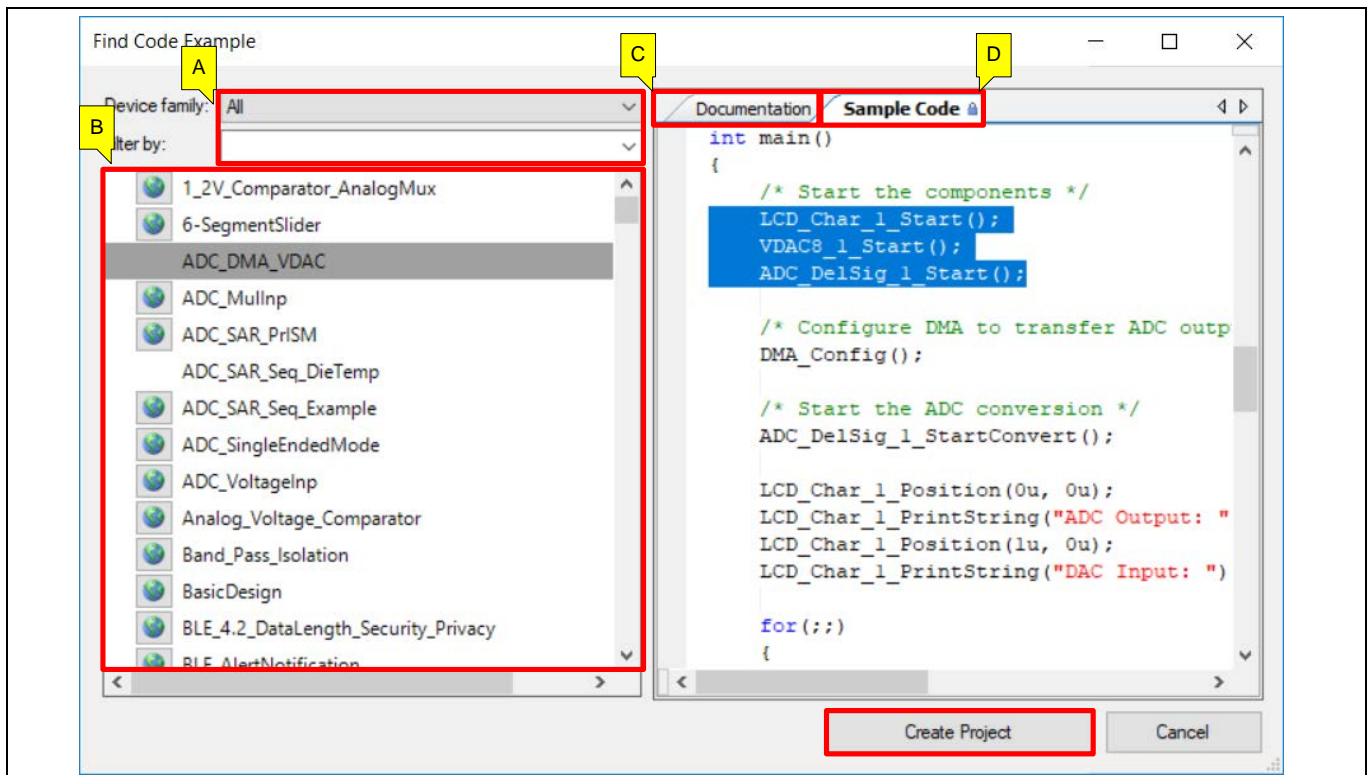 Find Code Example
A
C
D
Device family: All
Documentation
Sample Code
B
ilter by:
int main()
{
/* Start the components */
LCD_Char_1_Start();
VDAC8_1_Start();
ADC_DelSig_1_Start();
/* Configure DMA to transfer ADC outp
DMA_Config();
/* Start the ADC conversion */
ADC_DelSig_1_StartConvert();
LCD_Char_1_Position(0u, 0u);
LCD_Char_1_PrintString("ADC Output: "
LCD_Char_1_Position(1u, 0u);
LCD_Char_1_PrintString("DAC Input: ")
for(;;)
{
1_2V_Comparator_AnalogMux
6-SegmentSlider
ADC_DMA_VDAC
ADC_MulInp
ADC_SAR_PrISM
ADC_SAR_Seq_DieTemp
ADC_SAR_Seq_Example
ADC_SingleEndedMode
ADC_VoltageInp
Analog_Voltage_Comparator
Band_Pass_Isolation
BasicDesign
BLE_4.2_DataLength_Security_Privacy
BLE_AlertNotification
Create Project
Cancel